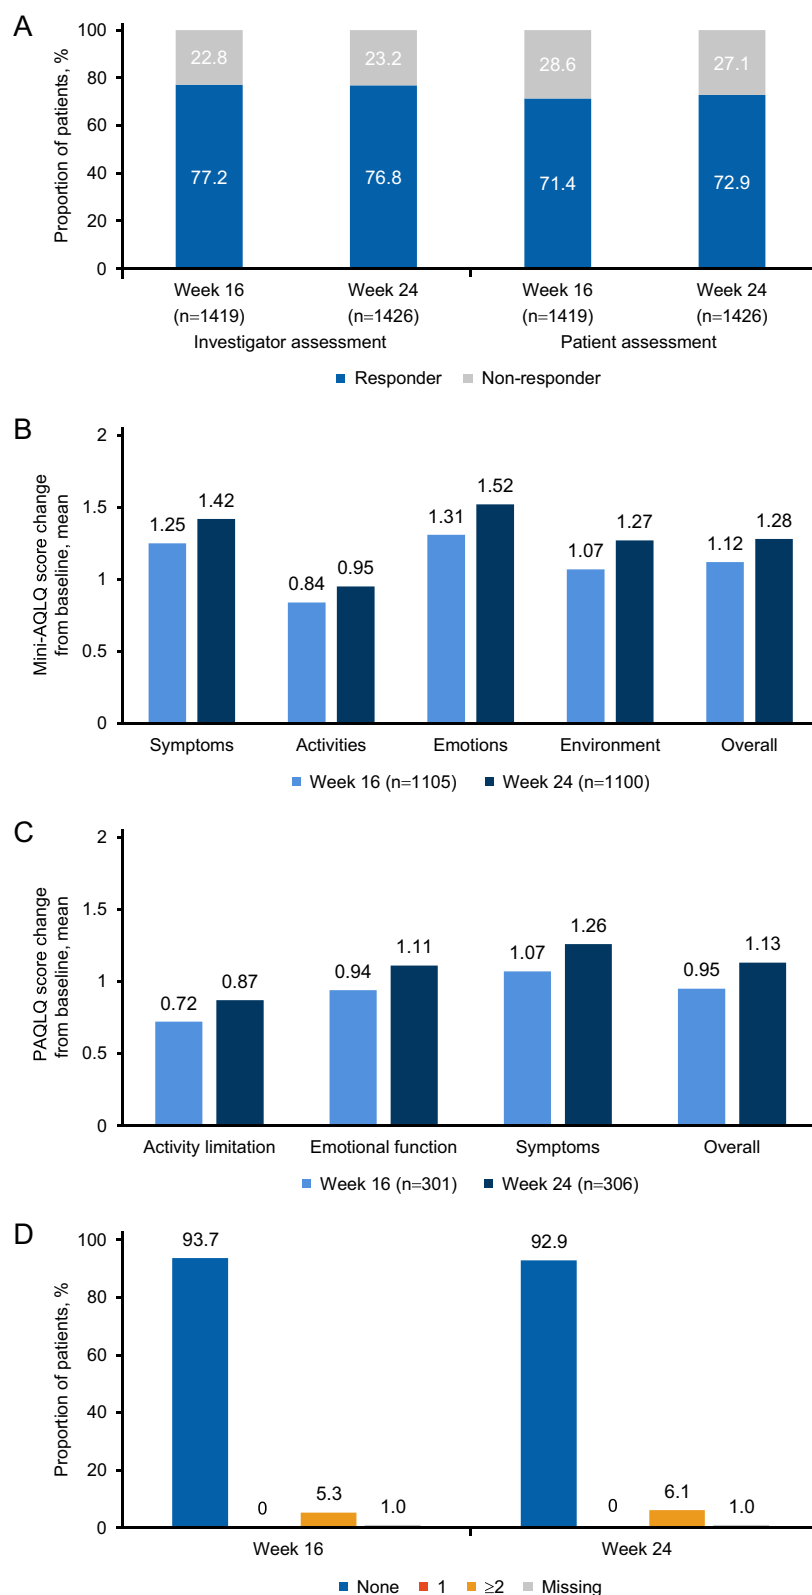 A
Proportion of patients, %
100
80
60
40
20
0
22.8
23.2
28.6
27.1
77.2
76.8
71.4
72.9
Week 16
(n=1419)
Week 24
(n=1426)
Week 16
(n=1419)
Week 24
(n=1426)
Investigator assessment
Patient assessment
Responder
Non-responder
B
Mini-AQLQ score change
from baseline, mean
2
1.5
1
0.5
0
1.25
1.42
0.84
0.95
1.31
1.52
1.07
1.27
1.12
1.28
Symptoms
Activities
Emotions
Environment
Overall
Week 16 (n=1105)
Week 24 (n=1100)
C
PAQLQ score change
from baseline, mean
2
1.5
1
0.5
0
0.72
0.87
0.94
1.11
1.07
1.26
0.95
1.13
Activity limitation
Emotional function
Symptoms
Overall
Week 16 (n=301)
Week 24 (n=306)
D
Proportion of patients, %
100
80
60
40
20
0
93.7
0
5.3
1.0
92.9
0
6.1
1.0
Week 16
Week 24
None
1
≥2
Missing